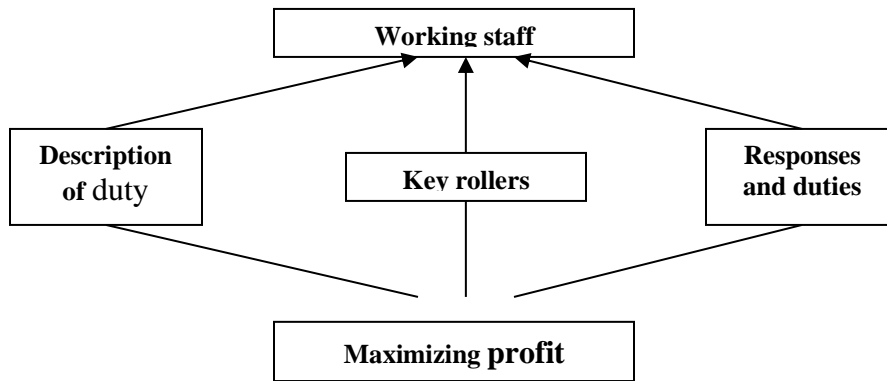 Working staff
Description
of duty
Key rollers
Responses
and duties
Maximizing profit